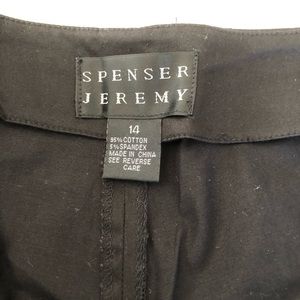 SPENSER
JEREMY
14
95% COTTON
5% SPANDEX
MADE IN CHINA
SEE REVERSE
CARE